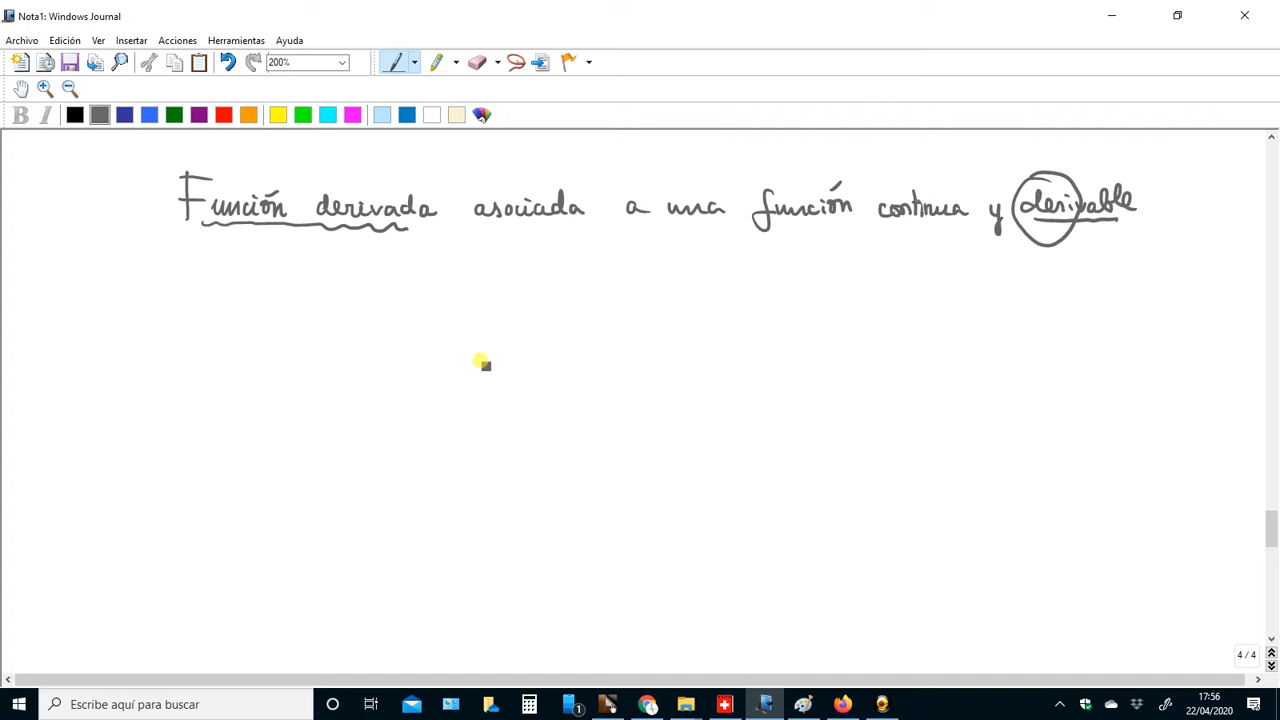 Nota1: Windows Journal
Archivo Edición Ver Insertar Acciones Herramientas Ayuda
200%
B I
Función derivada asociada a una función continua y derivable
4/4
Escribe aquí para buscar
1
17:56
22/04/2020